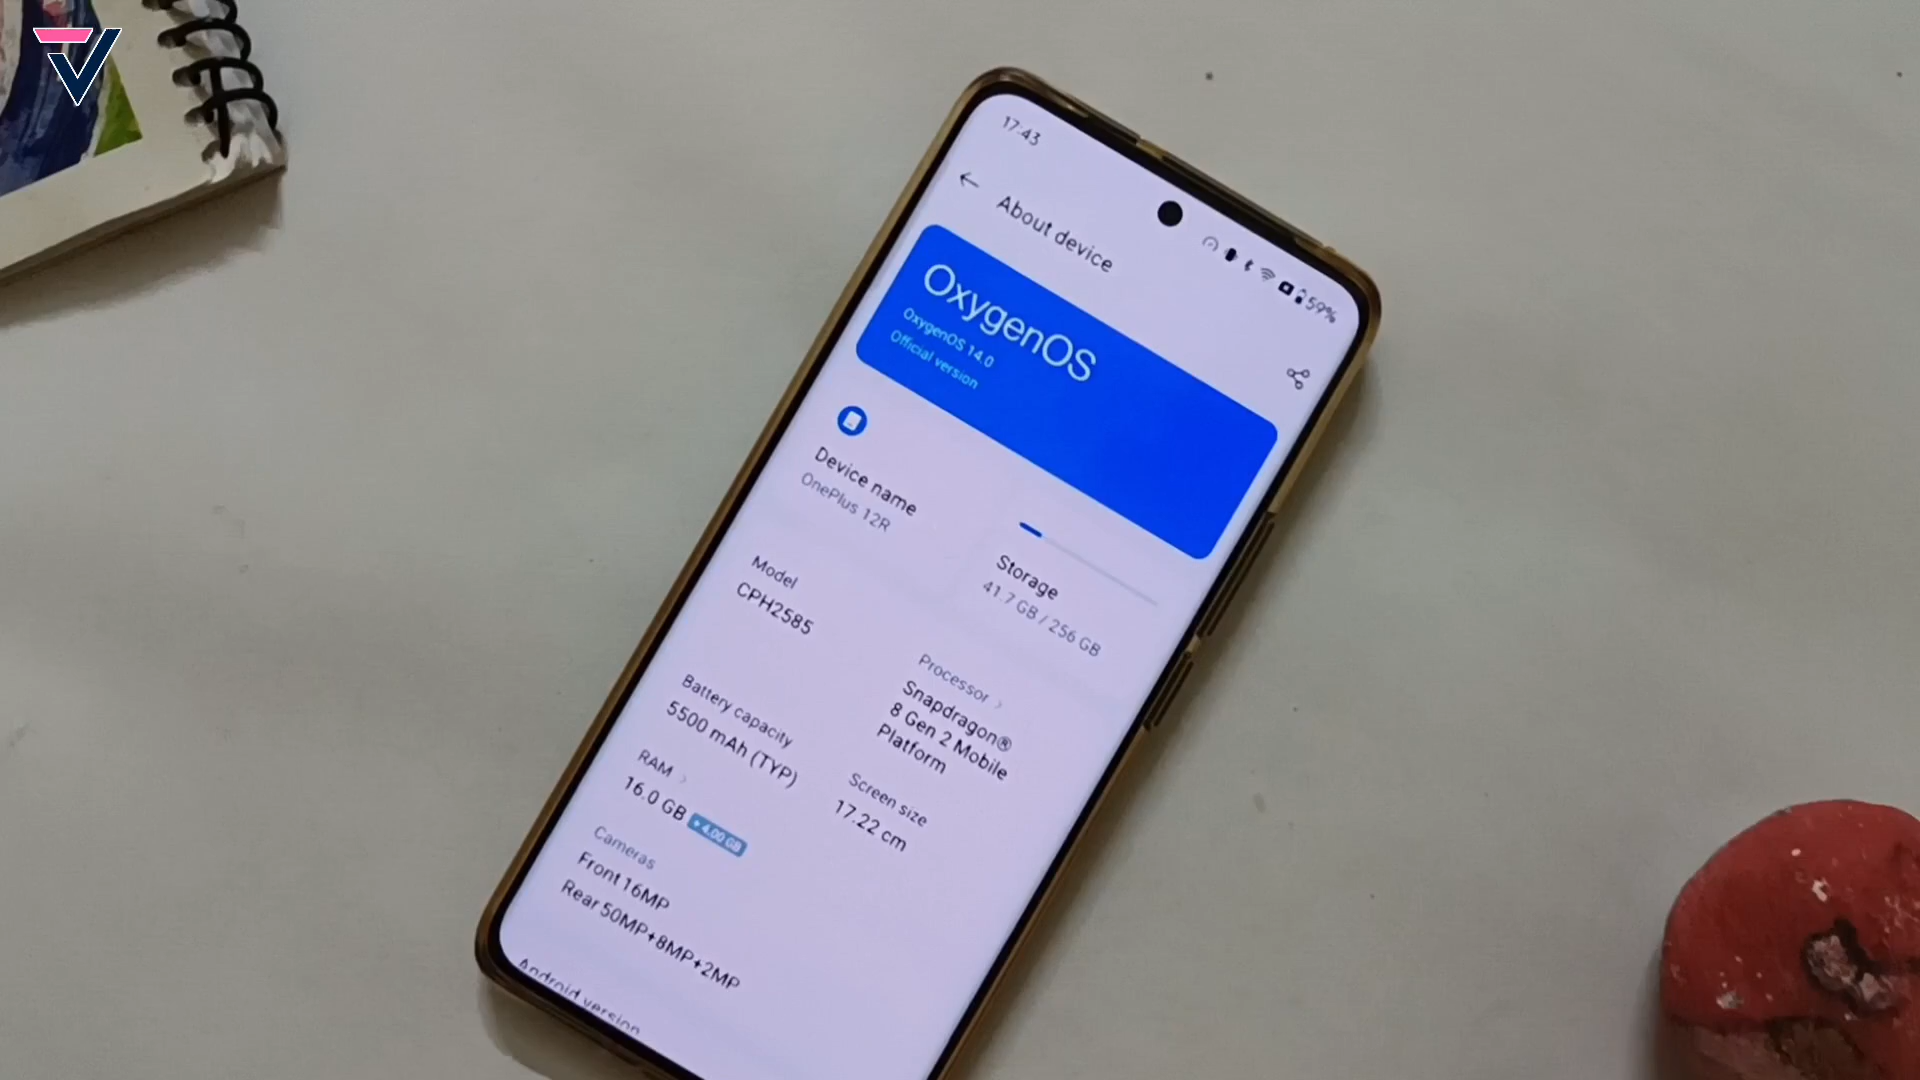 17:43
59%
About device
OxygenOS
OxygenOS 14.0
Official version
Device name
OnePlus 12R
Storage
41.7 GB / 256 GB
Model
CPH2585
Processor
Snapdragon®
8 Gen 2 Mobile
Platform
Battery capacity
5500 mAh (TYP)
Screen size
17.22 cm
RAM
16.0 GB + 4.00 GB
Cameras
Front 16MP
Rear 50MP+8MP+2MP
Android version